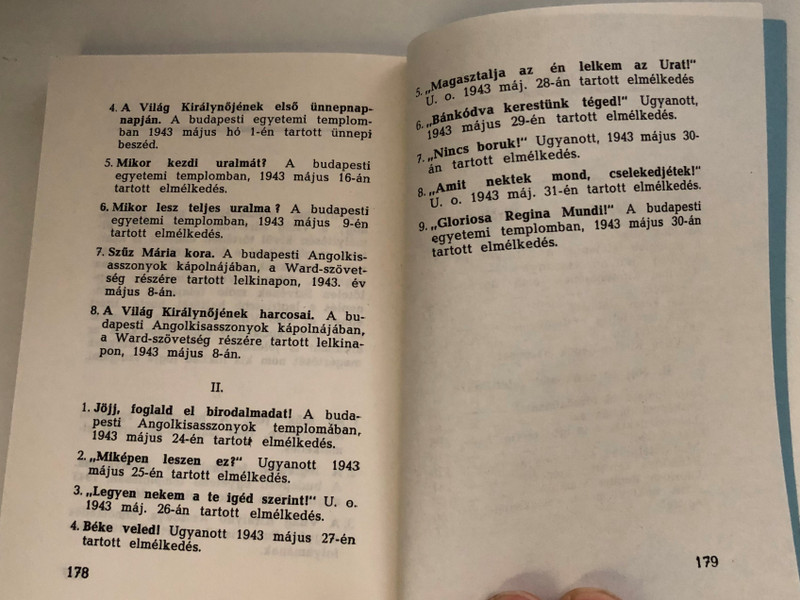 4. A Világ Királynőjének első ünnepnap-
napján. A budapesti egyetemi templom-
ban 1943 május hó 1-én tartott ünnepi
beszéd.
5. Mikor kezdi uralmát? A budapesti
egyetemi templomban, 1943 május 16-án
tartott elmélkedés.
6. Mikor lesz teljes uralma? A budapesti
egyetemi templomban, 1943 május 9-én
tartott elmélkedés.
7. Szűz Mária kora. A budapesti Angolkis-
asszonyok kápolnájában, a Ward-szövet-
ség részére tartott lelkinapon, 1943. év
május 8-án.
8. A Világ Királynőjének harcosai. A bu-
dapesti Angolkisasszonyok kápolnájában,
a Ward-szövetség részére tartott lelkina-
pon, 1943 május 8-án.
II.
1. Jöjj, foglald el birodalmadat! A buda-
pesti Angolkisasszonyok templomában,
1943 május 24-én tartott elmélkedés.
2. „Miképen leszen ez?“ Ugyanott 1943
május 25-én tartott elmélkedés.
3. „Legyen nekem a te igéd szerint!“ U. o.
1943 máj. 26-án tartott elmélkedés.
4. Béke veled! Ugyanott 1943 május 27-én
tartott elmélkedés.
178
5. „Magasztalja az én lelkem az Urat!“
U. o. 1943 máj. 28-án tartott elmélkedés
6. „Bánkódva kerestünk téged!“ Ugyanott,
1943 május 29-én tartott elmélkedés.
7. „Nincs boruk!“ Ugyanott, 1943 május 30-
án tartott elmélkedés.
8. „Amit nektek mond, cselekedjétek!“
U. o. 1943 máj. 31-én tartott elmélkedés.
9. „Gloriosa Regina Mundi!“ A budapesti
egyetemi templomban, 1943 május 30-án
tartott elmélkedés.
179